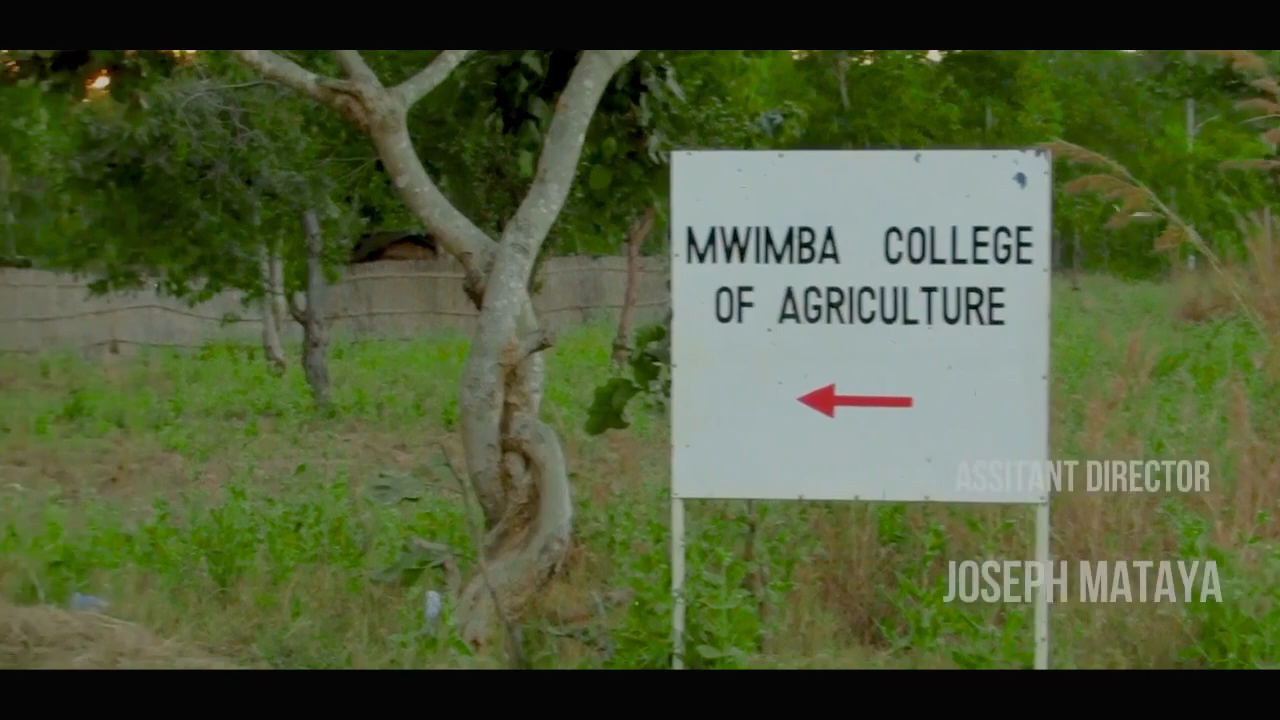 MWIMBA COLLEGE
OF AGRICULTURE
ASSITANT DIRECTOR
JOSEPH MATAYA